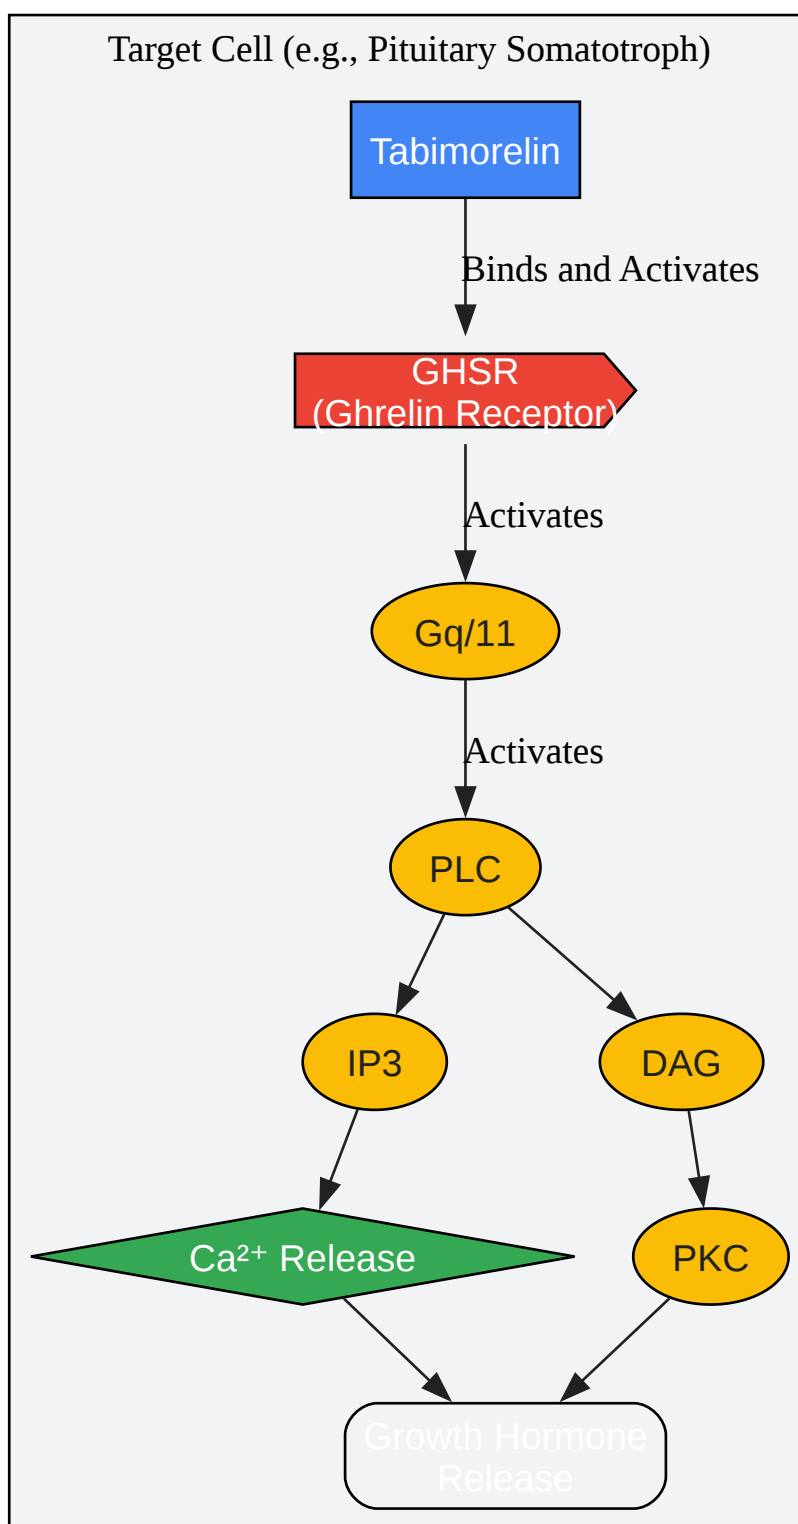 Target Cell (e.g., Pituitary Somatotroph)
Tabimorelin
Binds and Activates
GHSR
(Ghrelin Receptor)
Activates
Gq/11
Activates
PLC
IP3
DAG
Ca²⁺ Release
PKC
Growth Hormone
Release